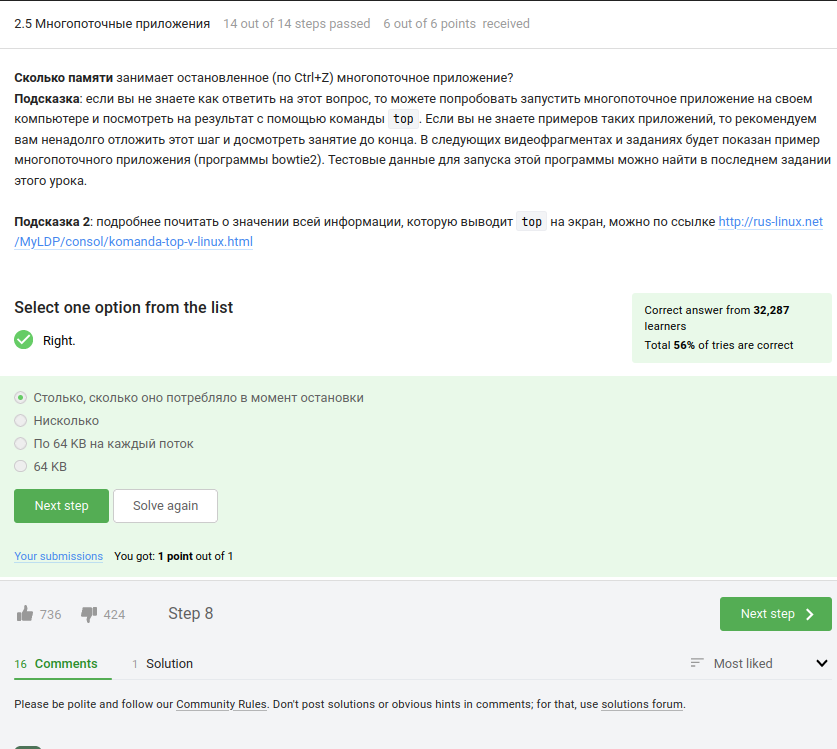 2.5 Многопоточные приложения 14 out of 14 steps passed 6 out of 6 points received
Сколько памяти занимает остановленное (по Ctrl+Z) многопоточное приложение?
Подсказка: если вы не знаете как ответить на этот вопрос, то можете попробовать запустить многопоточное приложение на своем
компьютере и посмотреть на результат с помощью команды top . Если вы не знаете примеров таких приложений, то рекомендуем
вам ненадолго отложить этот шаг и досмотреть занятие до конца. В следующих видеофрагментах и заданиях будет показан пример
многопоточного приложения (программы bowtie2). Тестовые данные для запуска этой программы можно найти в последнем задании
этого урока.
Подсказка 2: подробнее почитать о значении всей информации, которую выводит top на экран, можно по ссылке http://rus-linux.net
/MyLDP/consol/komanda-top-v-linux.html
Select one option from the list
Right.
Correct answer from 32,287
learners
Total 56% of tries are correct
Столько, сколько оно потребляло в момент остановки
Нисколько
По 64 KB на каждый поток
64 KB
Next step Solve again
Your submissions You got: 1 point out of 1
736 424 Step 8 Next step
16 Comments 1 Solution Most liked
Please be polite and follow our Community Rules. Don't post solutions or obvious hints in comments; for that, use solutions forum.